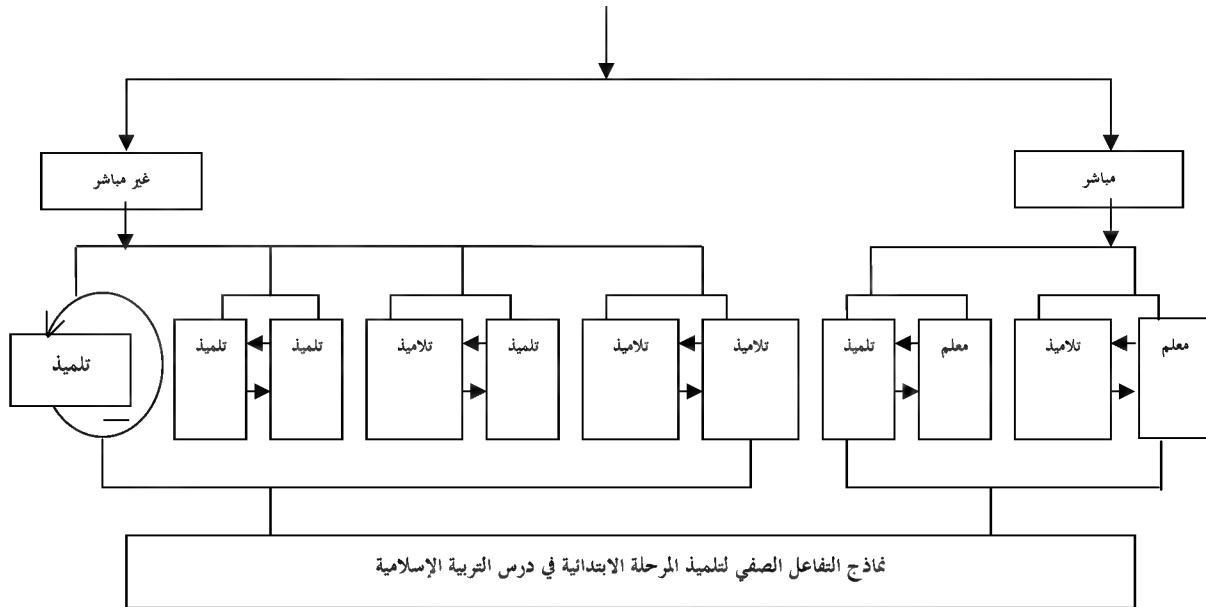 مباشر
غير مباشر
معلم
تلاميذ
معلم
تلميذ
تلاميذ
تلاميذ
تلميذ
تلاميذ
تلميذ
تلميذ
تلميذ
نماذج التفاعل الصفي لتلميذ المرحلة الابتدائية في درس التربية الإسلامية